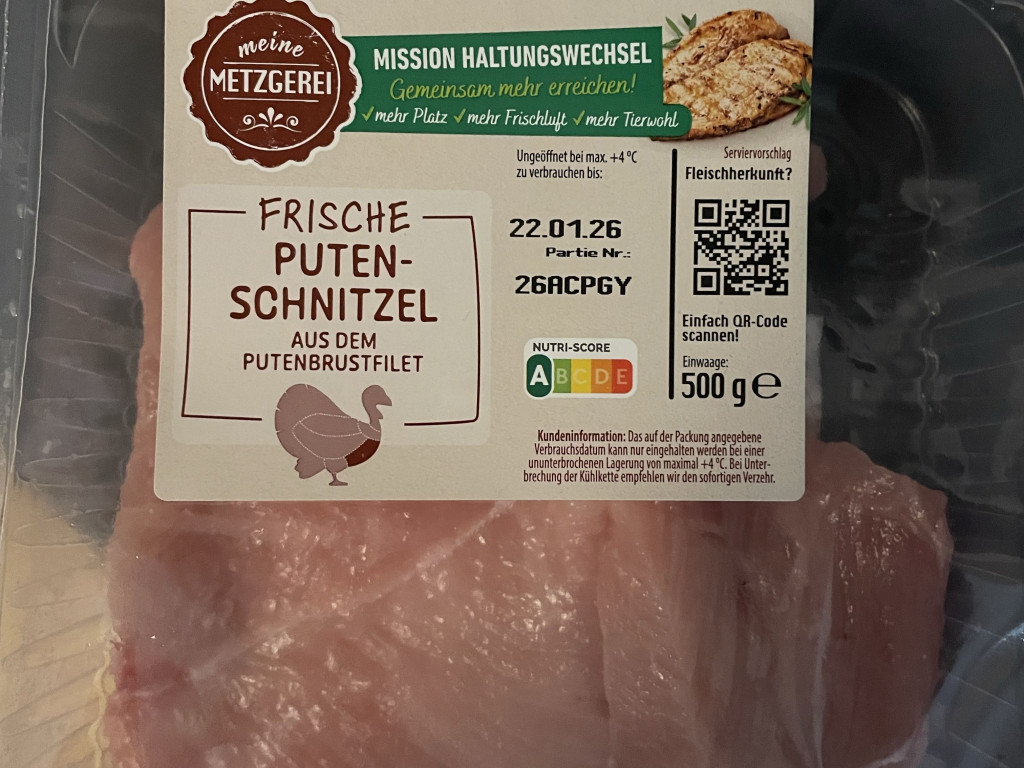 meine
METZGEREI
MISSION HALTUNGSWECHSEL
Gemeinsam mehr erreichen!
✓mehr Platz ✓mehr Frischluft ✓mehr Tierwohl
Serviervorschlag
Ungeöffnet bei max. +4 °C
zu verbrauchen bis:
22.01.26
Partie Nr.:
26ACPGY
Fleischherkunft?
Einfach QR-Code
scannen!
Einwaage:
500 g e
FRISCHE
PUTEN-
SCHNITZEL
AUS DEM
PUTENBRUSTFILET
NUTRI-SCORE
A B C D E
Kundeninformation: Das auf der Packung angegebene
Verbrauchsdatum kann nur eingehalten werden bei einer
ununterbrochenen Lagerung von maximal +4 °C. Bei Unter-
brechung der Kühlkette empfehlen wir den sofortigen Verzehr.